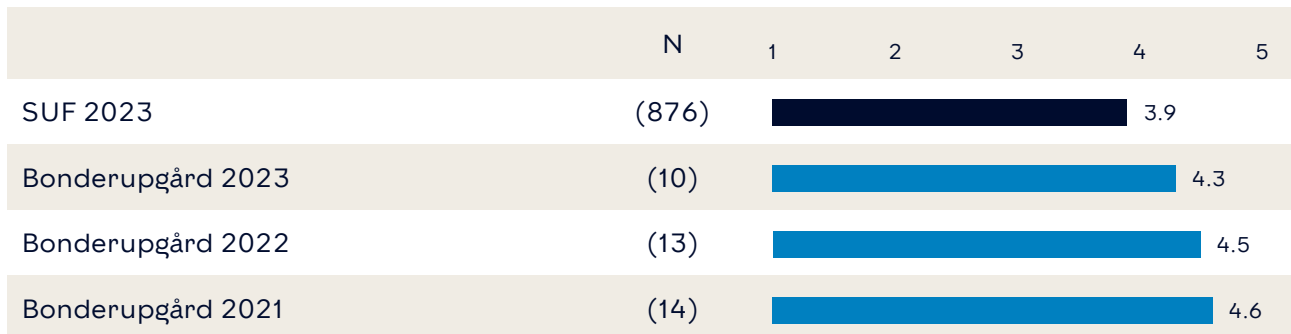 N 1 2 3 4 5
SUF 2023 (876) 3.9
Bonderupgård 2023 (10) 4.3
Bonderupgård 2022 (13) 4.5
Bonderupgård 2021 (14) 4.6